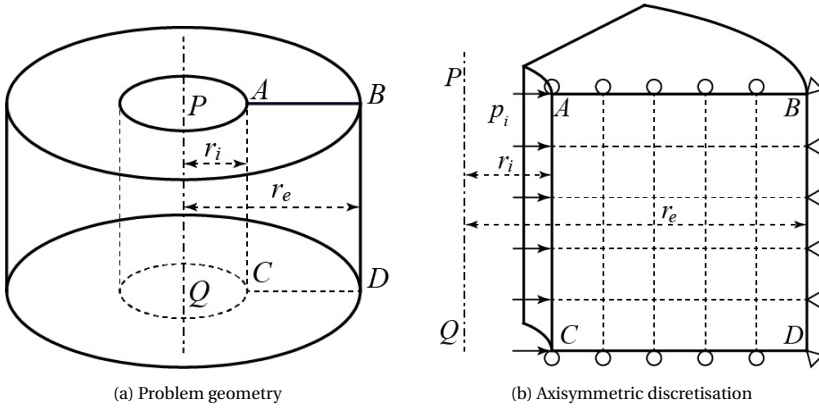 P
A
B
r_i
r_e
C
Q
D
(a) Problem geometry
P
A
B
p_i
r_i
r_e
Q
C
D
(b) Axisymmetric discretisation